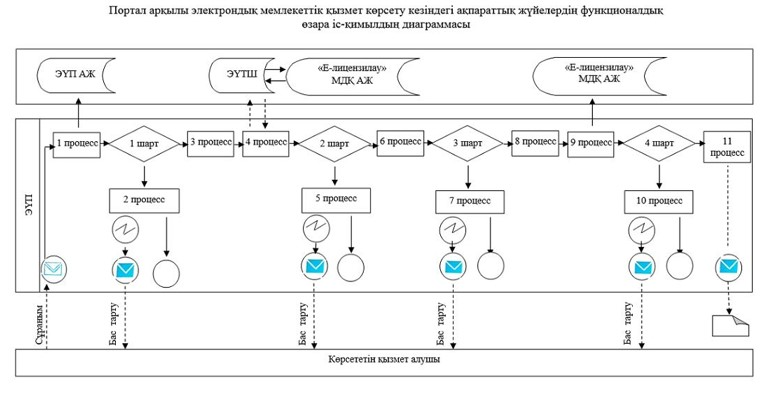 Портал арқылы электрондық мемлекеттік қызмет көрсету кезіндегі ақпараттық жүйелердің функционалдық
өзара іс-қимылдың диаграммасы
ЭҮП АЖ
ЭҮТШ
«Е-лицензилау»
МДҚ АЖ
«Е-лицензилау»
МДҚ АЖ
ЭҮП
1 процесс
1 шарт
3 процесс
4 процесс
2 шарт
6 процесс
3 шарт
8 процесс
9 процесс
4 шарт
11
процесс
2 процесс
5 процесс
7 процесс
10 процесс
Сұраным
Бас тарту
Бас тарту
Бас тарту
Бас тарту
Көрсететін қызмет алушы